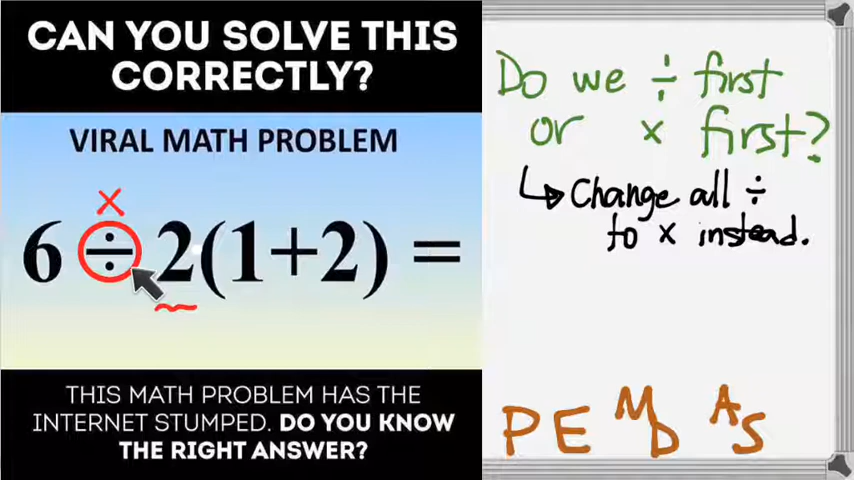 CAN YOU SOLVE THIS
CORRECTLY?
VIRAL MATH PROBLEM
×
6 ÷ 2(1+2) =
THIS MATH PROBLEM HAS THE
INTERNET STUMPED. DO YOU KNOW
THE RIGHT ANSWER?
Do we ÷ first
or × first?
Change all ÷
to × instead.
PEMDAS